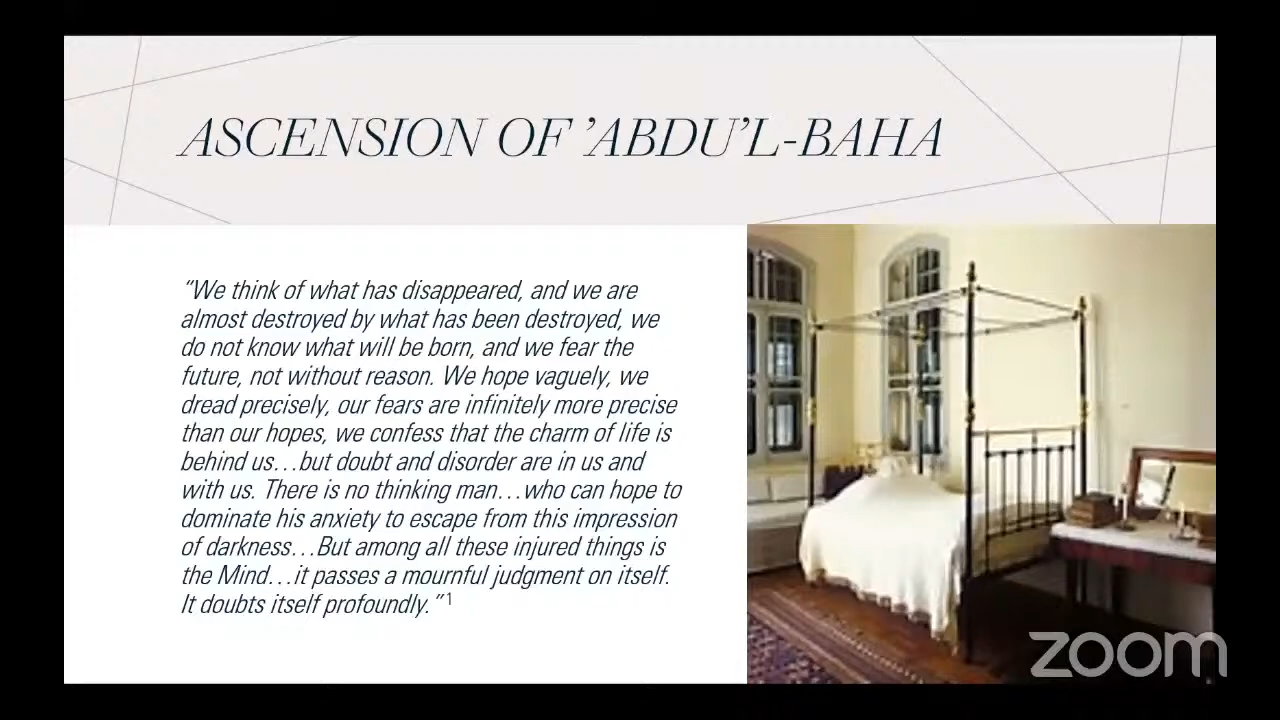 ASCENSION OF ’ABDU’L-BAHA
“We think of what has disappeared, and we are
almost destroyed by what has been destroyed, we
do not know what will be born, and we fear the
future, not without reason. We hope vaguely, we
dread precisely, our fears are infinitely more precise
than our hopes, we confess that the charm of life is
behind us…but doubt and disorder are in us and
with us. There is no thinking man…who can hope to
dominate his anxiety to escape from this impression
of darkness…But among all these injured things is
the Mind…it passes a mournful judgment on itself.
It doubts itself profoundly.”1
zoom